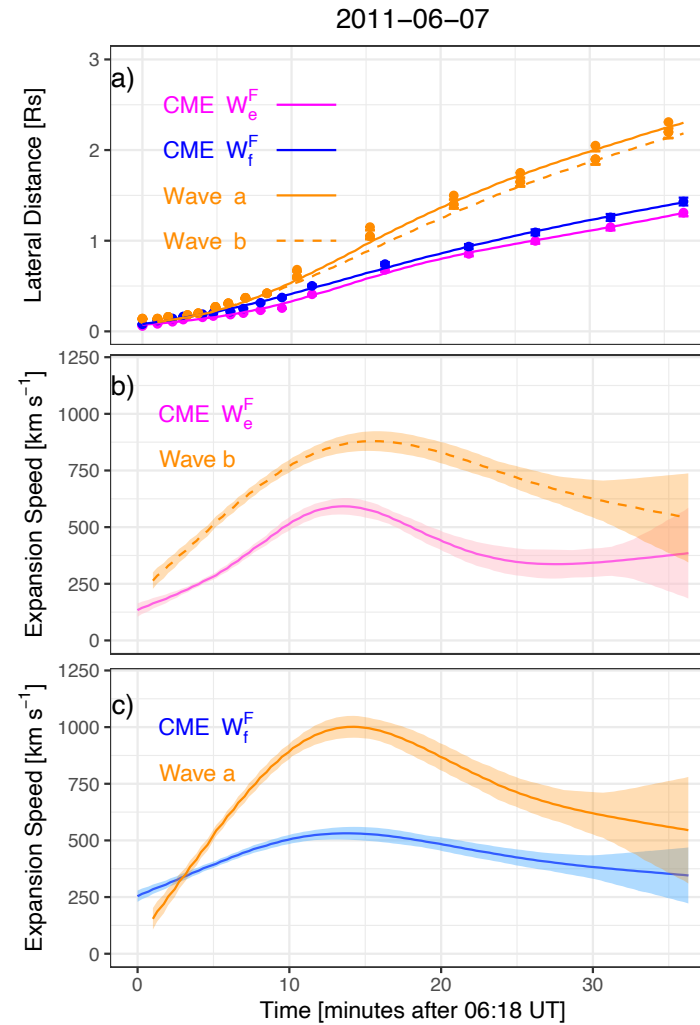 2011−06−07
a)
CME W_e^F
CME W_f^F
Wave a
Wave b
Lateral Distance [Rs]
3
2
1
0
b)
CME W_e^F
Wave b
Expansion Speed [km s⁻¹]
1250
1000
750
500
250
0
c)
CME W_f^F
Wave a
Expansion Speed [km s⁻¹]
1250
1000
750
500
250
0
0 10 20 30
Time [minutes after 06:18 UT]